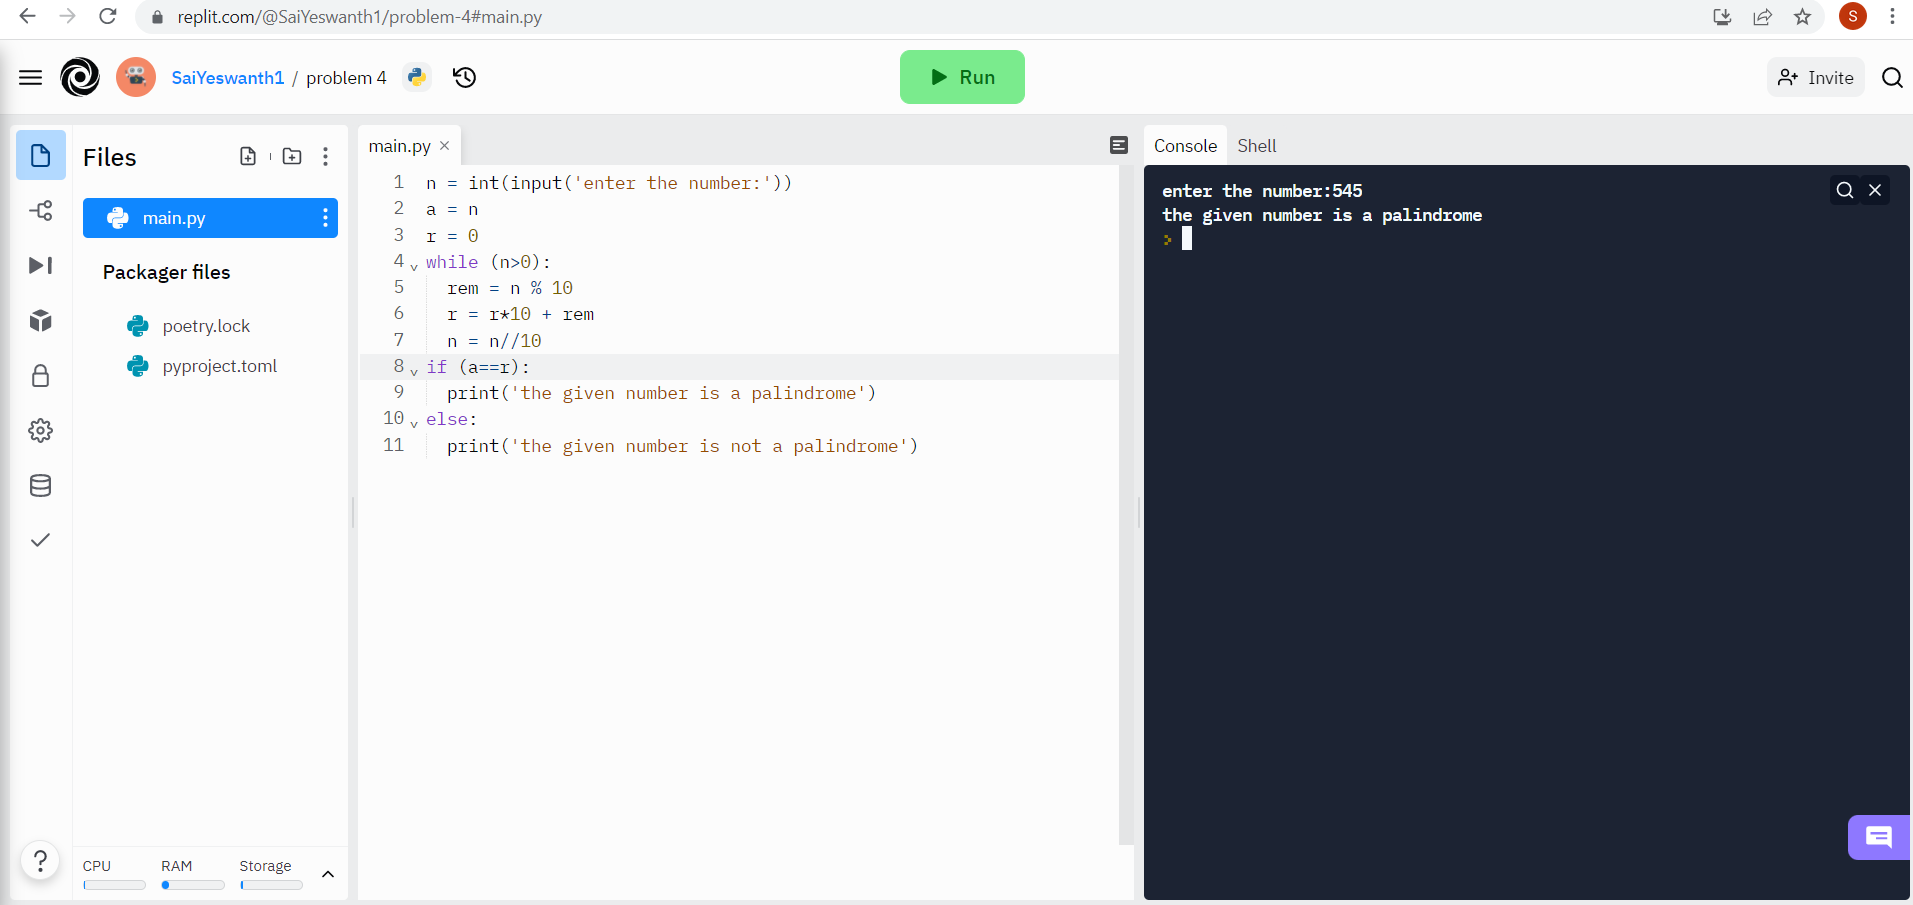 replit.com/@SaiYeswanth1/problem-4#main.py
S
SaiYeswanth1 / problem 4
Run
Invite
Files
main.py
Packager files
poetry.lock
pyproject.toml
CPU RAM Storage
?
main.py ×
1 n = int(input('enter the number:'))
2 a = n
3 r = 0
4 while (n>0):
5 rem = n % 10
6 r = r*10 + rem
7 n = n//10
8 if (a==r):
9 print('the given number is a palindrome')
10 else:
11 print('the given number is not a palindrome')
Console Shell
enter the number:545
the given number is a palindrome